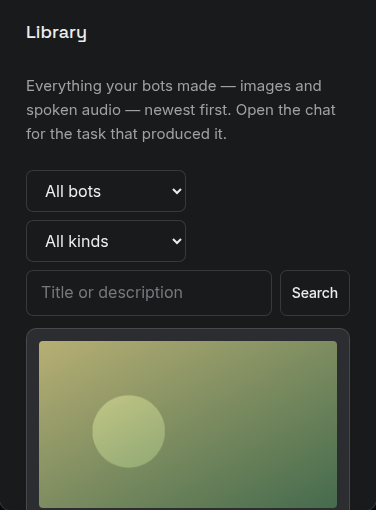 Library
Everything your bots made — images and
spoken audio — newest first. Open the chat
for the task that produced it.
All bots
All kinds
Title or description
Search